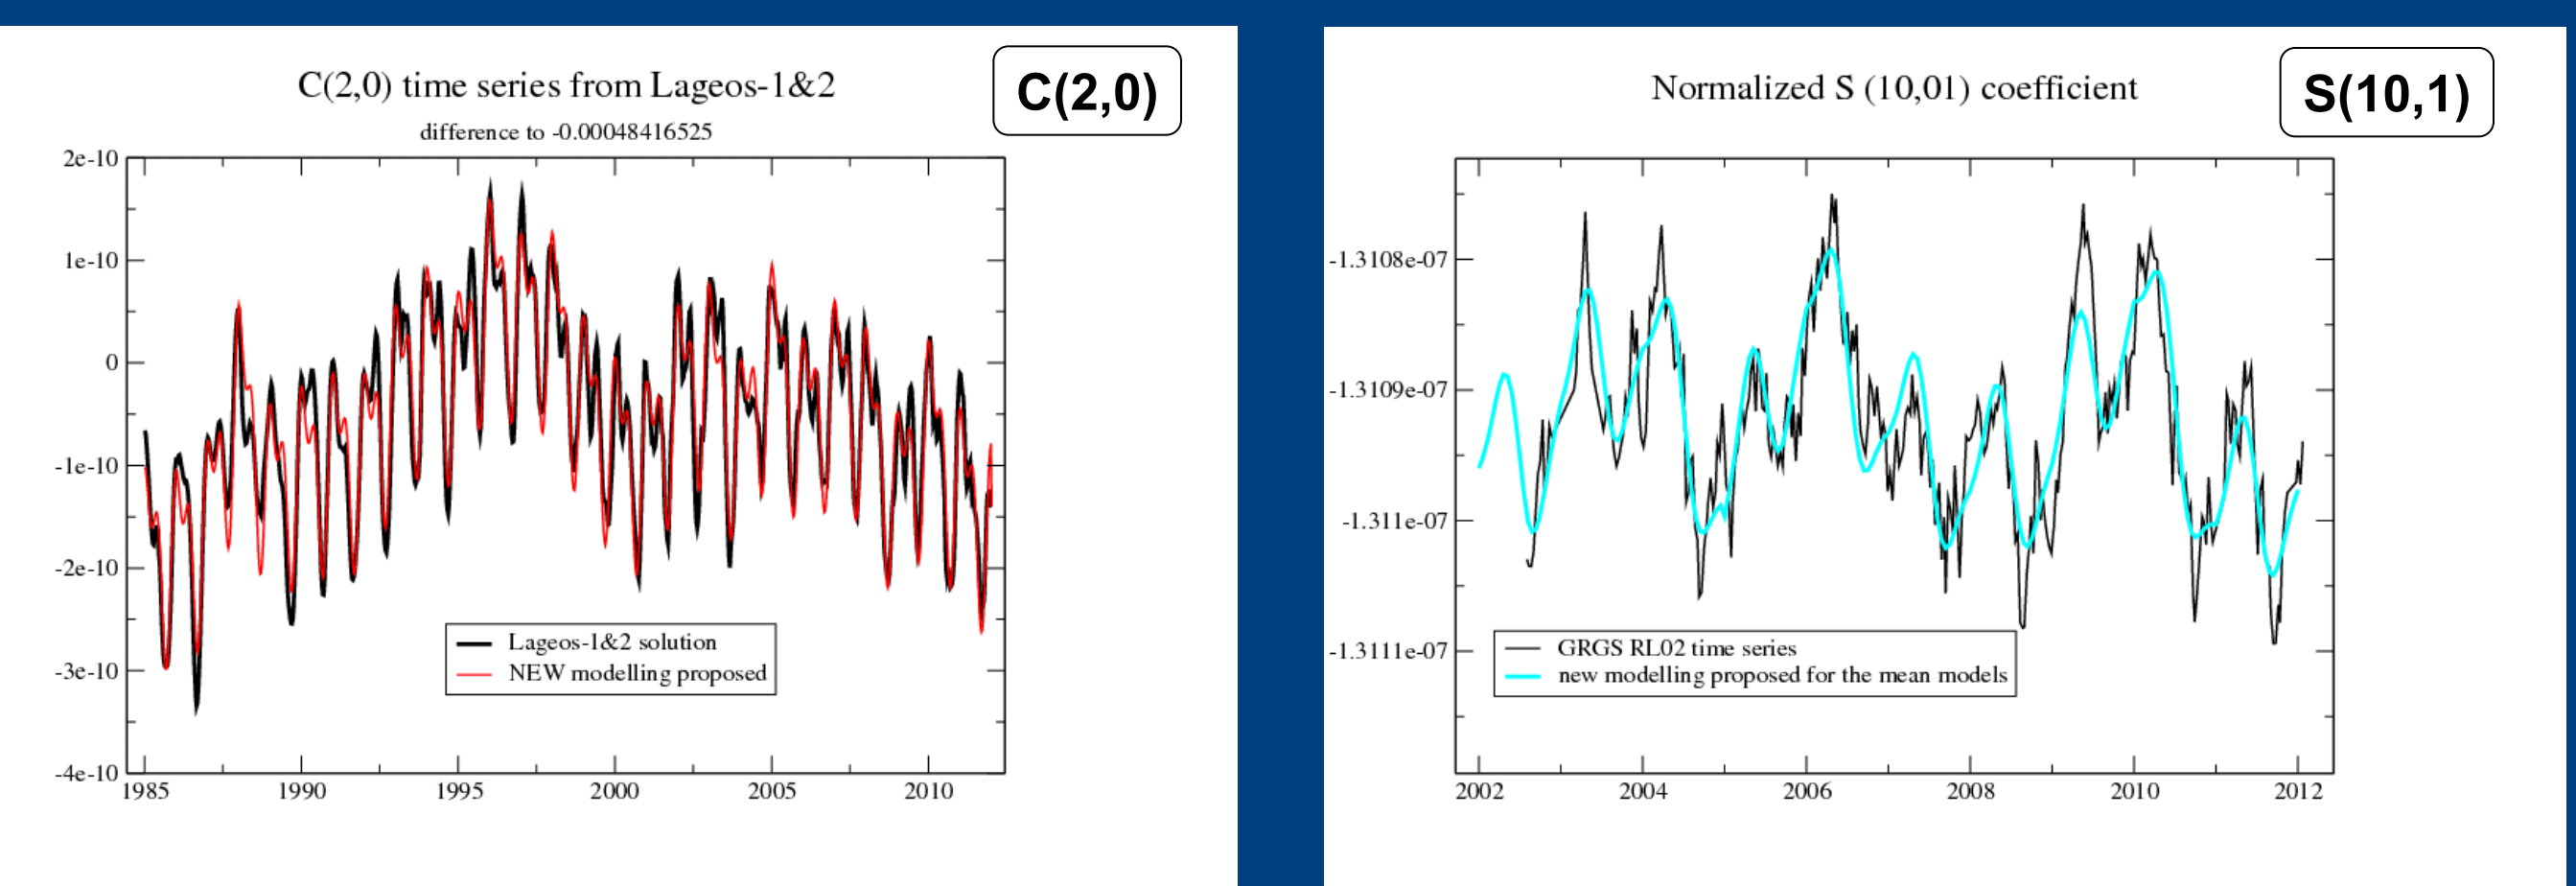 C(2,0) time series from Lageos-1&2
C(2,0)
difference to -0.00048416525
2e-10
1e-10
0
-1e-10
-2e-10
-3e-10
-4e-10
Lageos-1&2 solution
NEW modelling proposed
1985 1990 1995 2000 2005 2010
Normalized S (10,01) coefficient
S(10,1)
-1.3108e-07
-1.3109e-07
-1.311e-07
-1.3111e-07
GRGS RL02 time series
new modelling proposed for the mean models
2002 2004 2006 2008 2010 2012